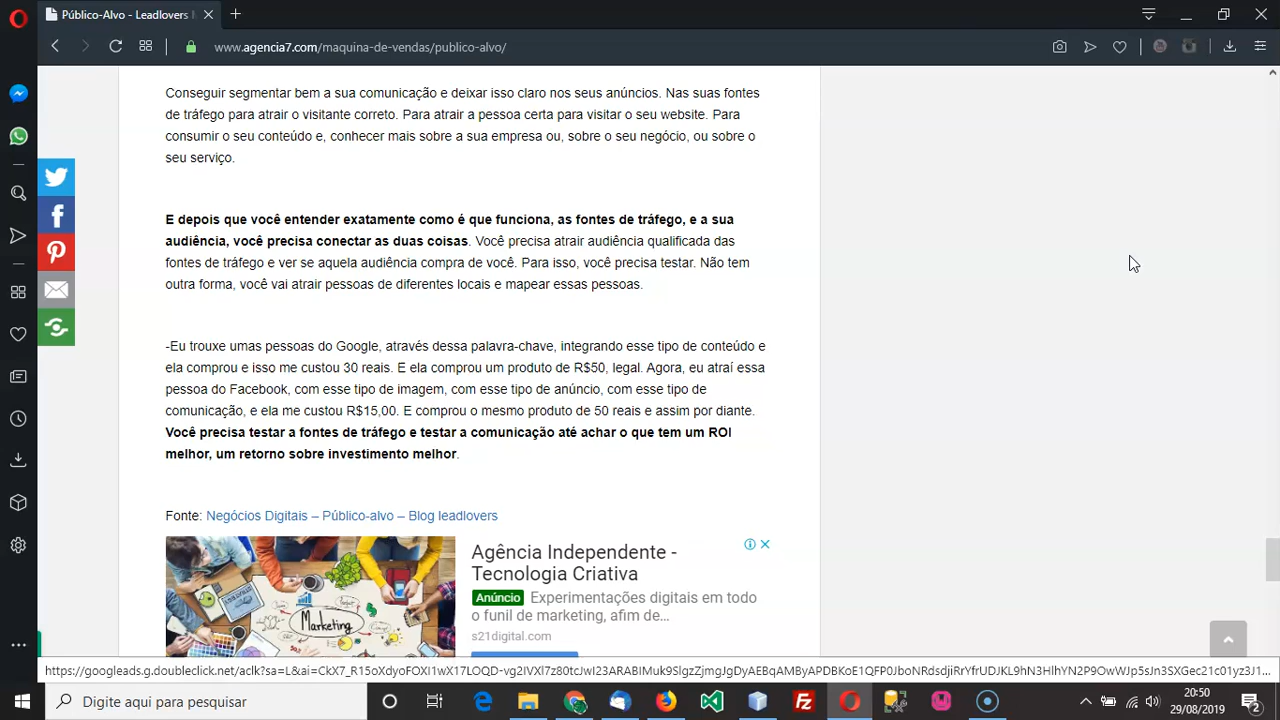 Público-Alvo - Leadlovers
www.agencia7.com/maquina-de-vendas/publico-alvo/
Conseguir segmentar bem a sua comunicação e deixar isso claro nos seus anúncios. Nas suas fontes
de tráfego para atrair o visitante correto. Para atrair a pessoa certa para visitar o seu website. Para
consumir o seu conteúdo e, conhecer mais sobre a sua empresa ou, sobre o seu negócio, ou sobre o
seu serviço.
E depois que você entender exatamente como é que funciona, as fontes de tráfego, e a sua
audiência, você precisa conectar as duas coisas. Você precisa atrair audiência qualificada das
fontes de tráfego e ver se aquela audiência compra de você. Para isso, você precisa testar. Não tem
outra forma, você vai atrair pessoas de diferentes locais e mapear essas pessoas.
-Eu trouxe umas pessoas do Google, através dessa palavra-chave, integrando esse tipo de conteúdo e
ela comprou e isso me custou 30 reais. E ela comprou um produto de R$50, legal. Agora, eu atraí essa
pessoa do Facebook, com esse tipo de imagem, com esse tipo de anúncio, com esse tipo de
comunicação, e ela me custou R$15,00. E comprou o mesmo produto de 50 reais e assim por diante.
Você precisa testar a fontes de tráfego e testar a comunicação até achar o que tem um ROI
melhor, um retorno sobre investimento melhor.
Fonte: Negócios Digitais – Público-alvo – Blog leadlovers
Marketing
Agência Independente -
Tecnologia Criativa
Anúncio Experimentações digitais em todo
o funil de marketing, afim de...
s21digital.com
Digite aqui para pesquisar
20:50
29/08/2019
2